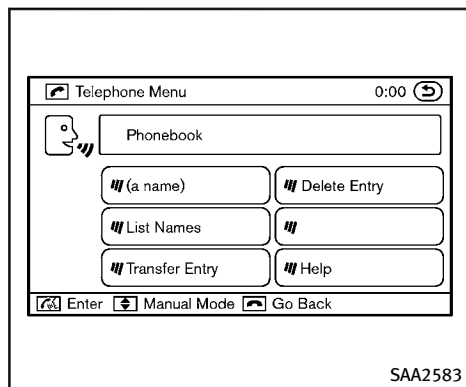 Telephone Menu 0:00
Phonebook
(a name) Delete Entry
List Names
Transfer Entry Help
Enter Manual Mode Go Back
SAA2583